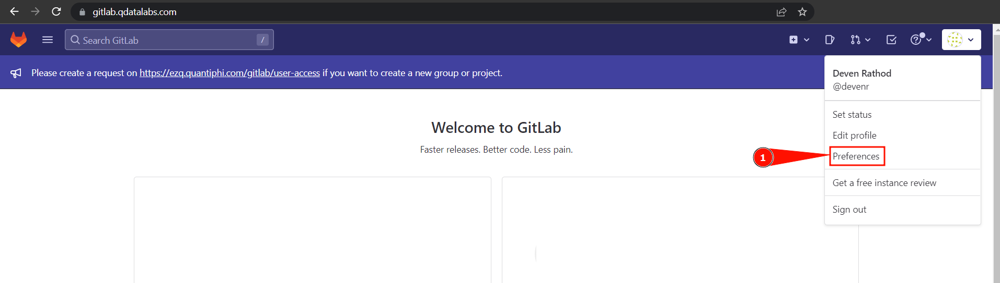 gitlab.qdatalabs.com
Search GitLab /
Please create a request on https://ezq.quantiphi.com/gitlab/user-access if you want to create a new group or project.
Deven Rathod
@devenr
Set status
Edit profile
1 Preferences
Get a free instance review
Sign out
Welcome to GitLab
Faster releases. Better code. Less pain.